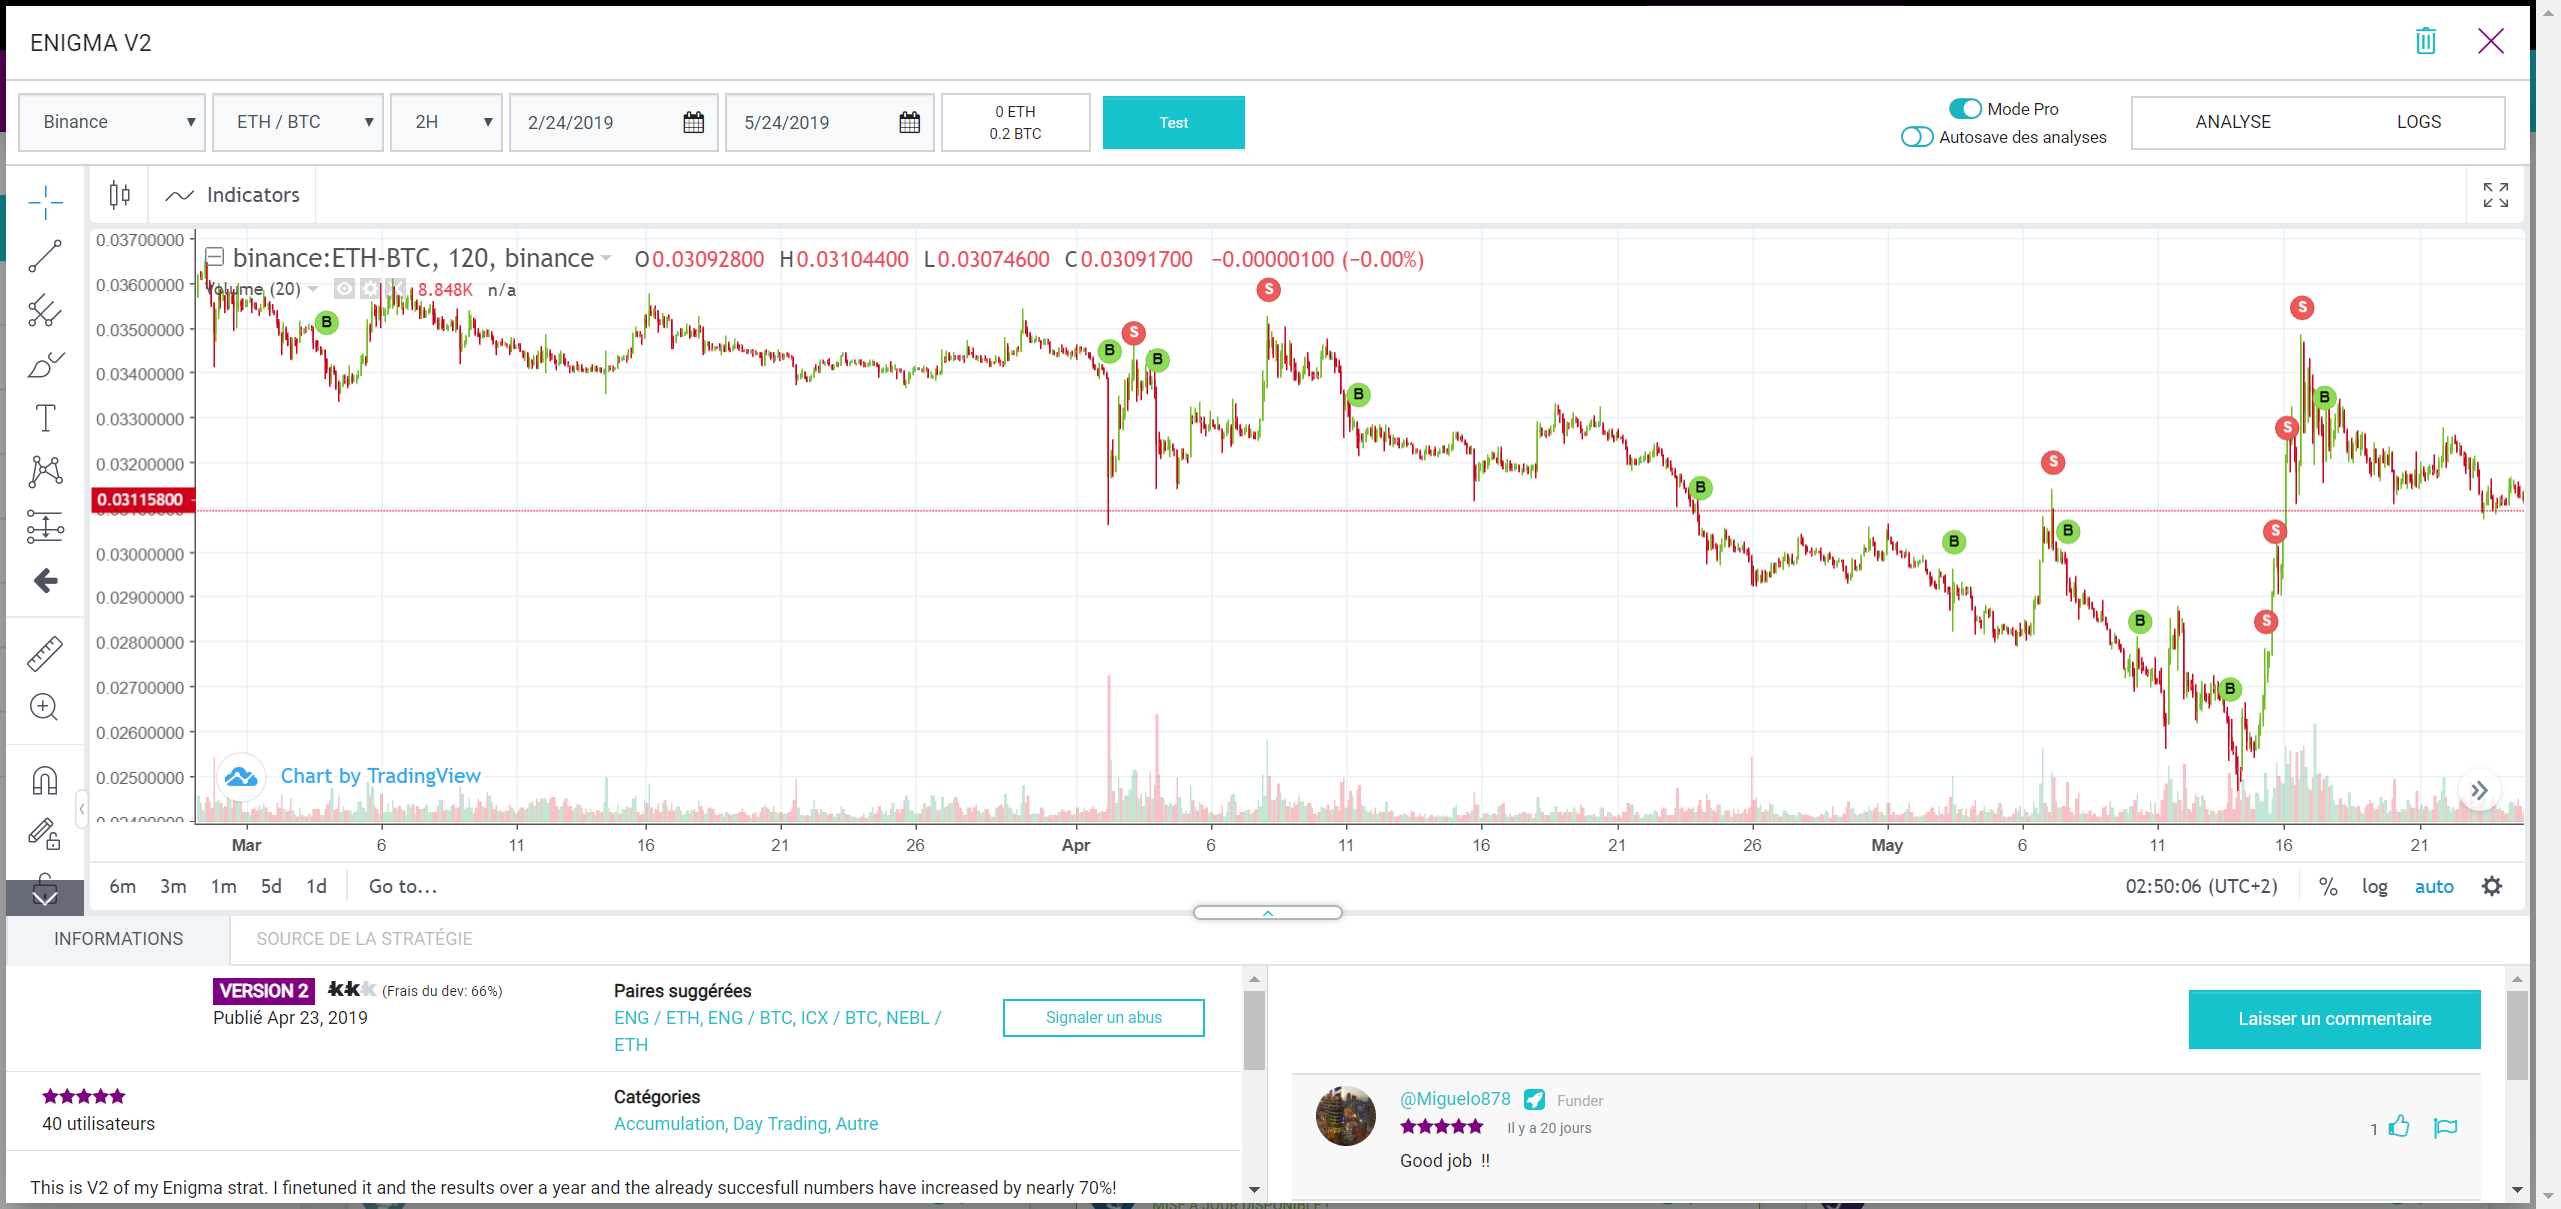 ENIGMA V2
Binance ▾ ETH / BTC ▾ 2H ▾ 2/24/2019 5/24/2019
0 ETH
0.2 BTC
Test
Mode Pro
Autosave des analyses
ANALYSE LOGS
Indicators
binance:ETH-BTC, 120, binance O0.03092800 H0.03104400 L0.03074600 C0.03091700 −0.00000100 (−0.00%)
Volume (20) 8.848K n/a
0.03700000
0.03600000
0.03500000
0.03400000
0.03300000
0.03200000
0.03115800
0.03000000
0.02900000
0.02800000
0.02700000
0.02600000
0.02500000
0.02400000
B
B
S
B
S
B
B
B
S
B
B
B
S
S
S
S
B
Chart by TradingView
Mar 6 11 16 21 26 Apr 6 11 16 21 26 May 6 11 16 21
6m 3m 1m 5d 1d Go to...
02:50:06 (UTC+2) % log auto
INFORMATIONS SOURCE DE LA STRATÉGIE
VERSION 2 (Frais du dev: 66%)
Publié Apr 23, 2019
Paires suggérées
ENG / ETH, ENG / BTC, ICX / BTC, NEBL /
ETH
Signaler un abus
40 utilisateurs
Catégories
Accumulation, Day Trading, Autre
This is V2 of my Enigma strat. I finetuned it and the results over a year and the already succesfull numbers have increased by nearly 70%!
Laisser un commentaire
@Miguelo878 Funder
Il y a 20 jours
Good job !!
1
MISE À JOUR DISPONIBLE !